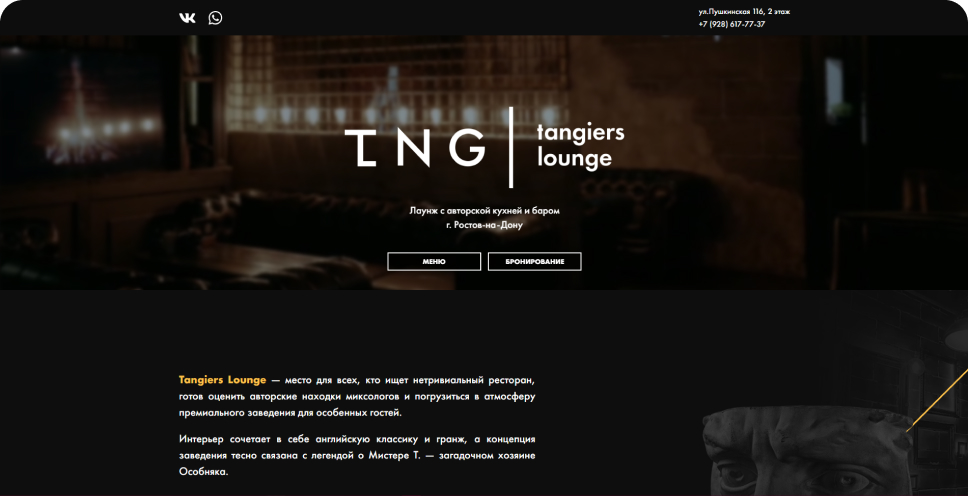 ул.Пушкинская 116, 2 этаж
+7 (928) 617-77-37
TNG
tangiers
lounge
Лаунж с авторской кухней и баром
г. Ростов-на-Дону
МЕНЮ
БРОНИРОВАНИЕ
Tangiers Lounge — место для всех, кто ищет нетривиальный ресторан,
готов оценить авторские находки миксологов и погрузиться в атмосферу
премиального заведения для особенных гостей.
Интерьер сочетает в себе английскую классику и гранж, а концепция
заведения тесно связана с легендой о Мистере Т. — загадочном хозяине
Особняка.